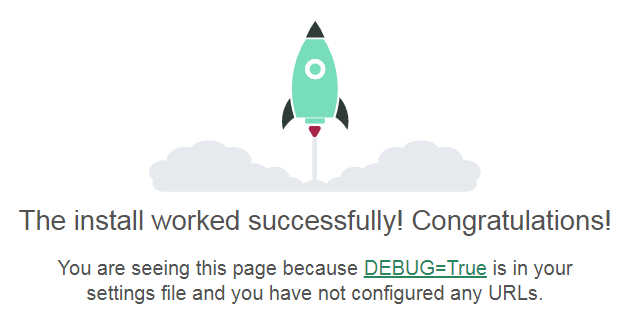 The install worked successfully! Congratulations!
You are seeing this page because DEBUG=True is in your
settings file and you have not configured any URLs.